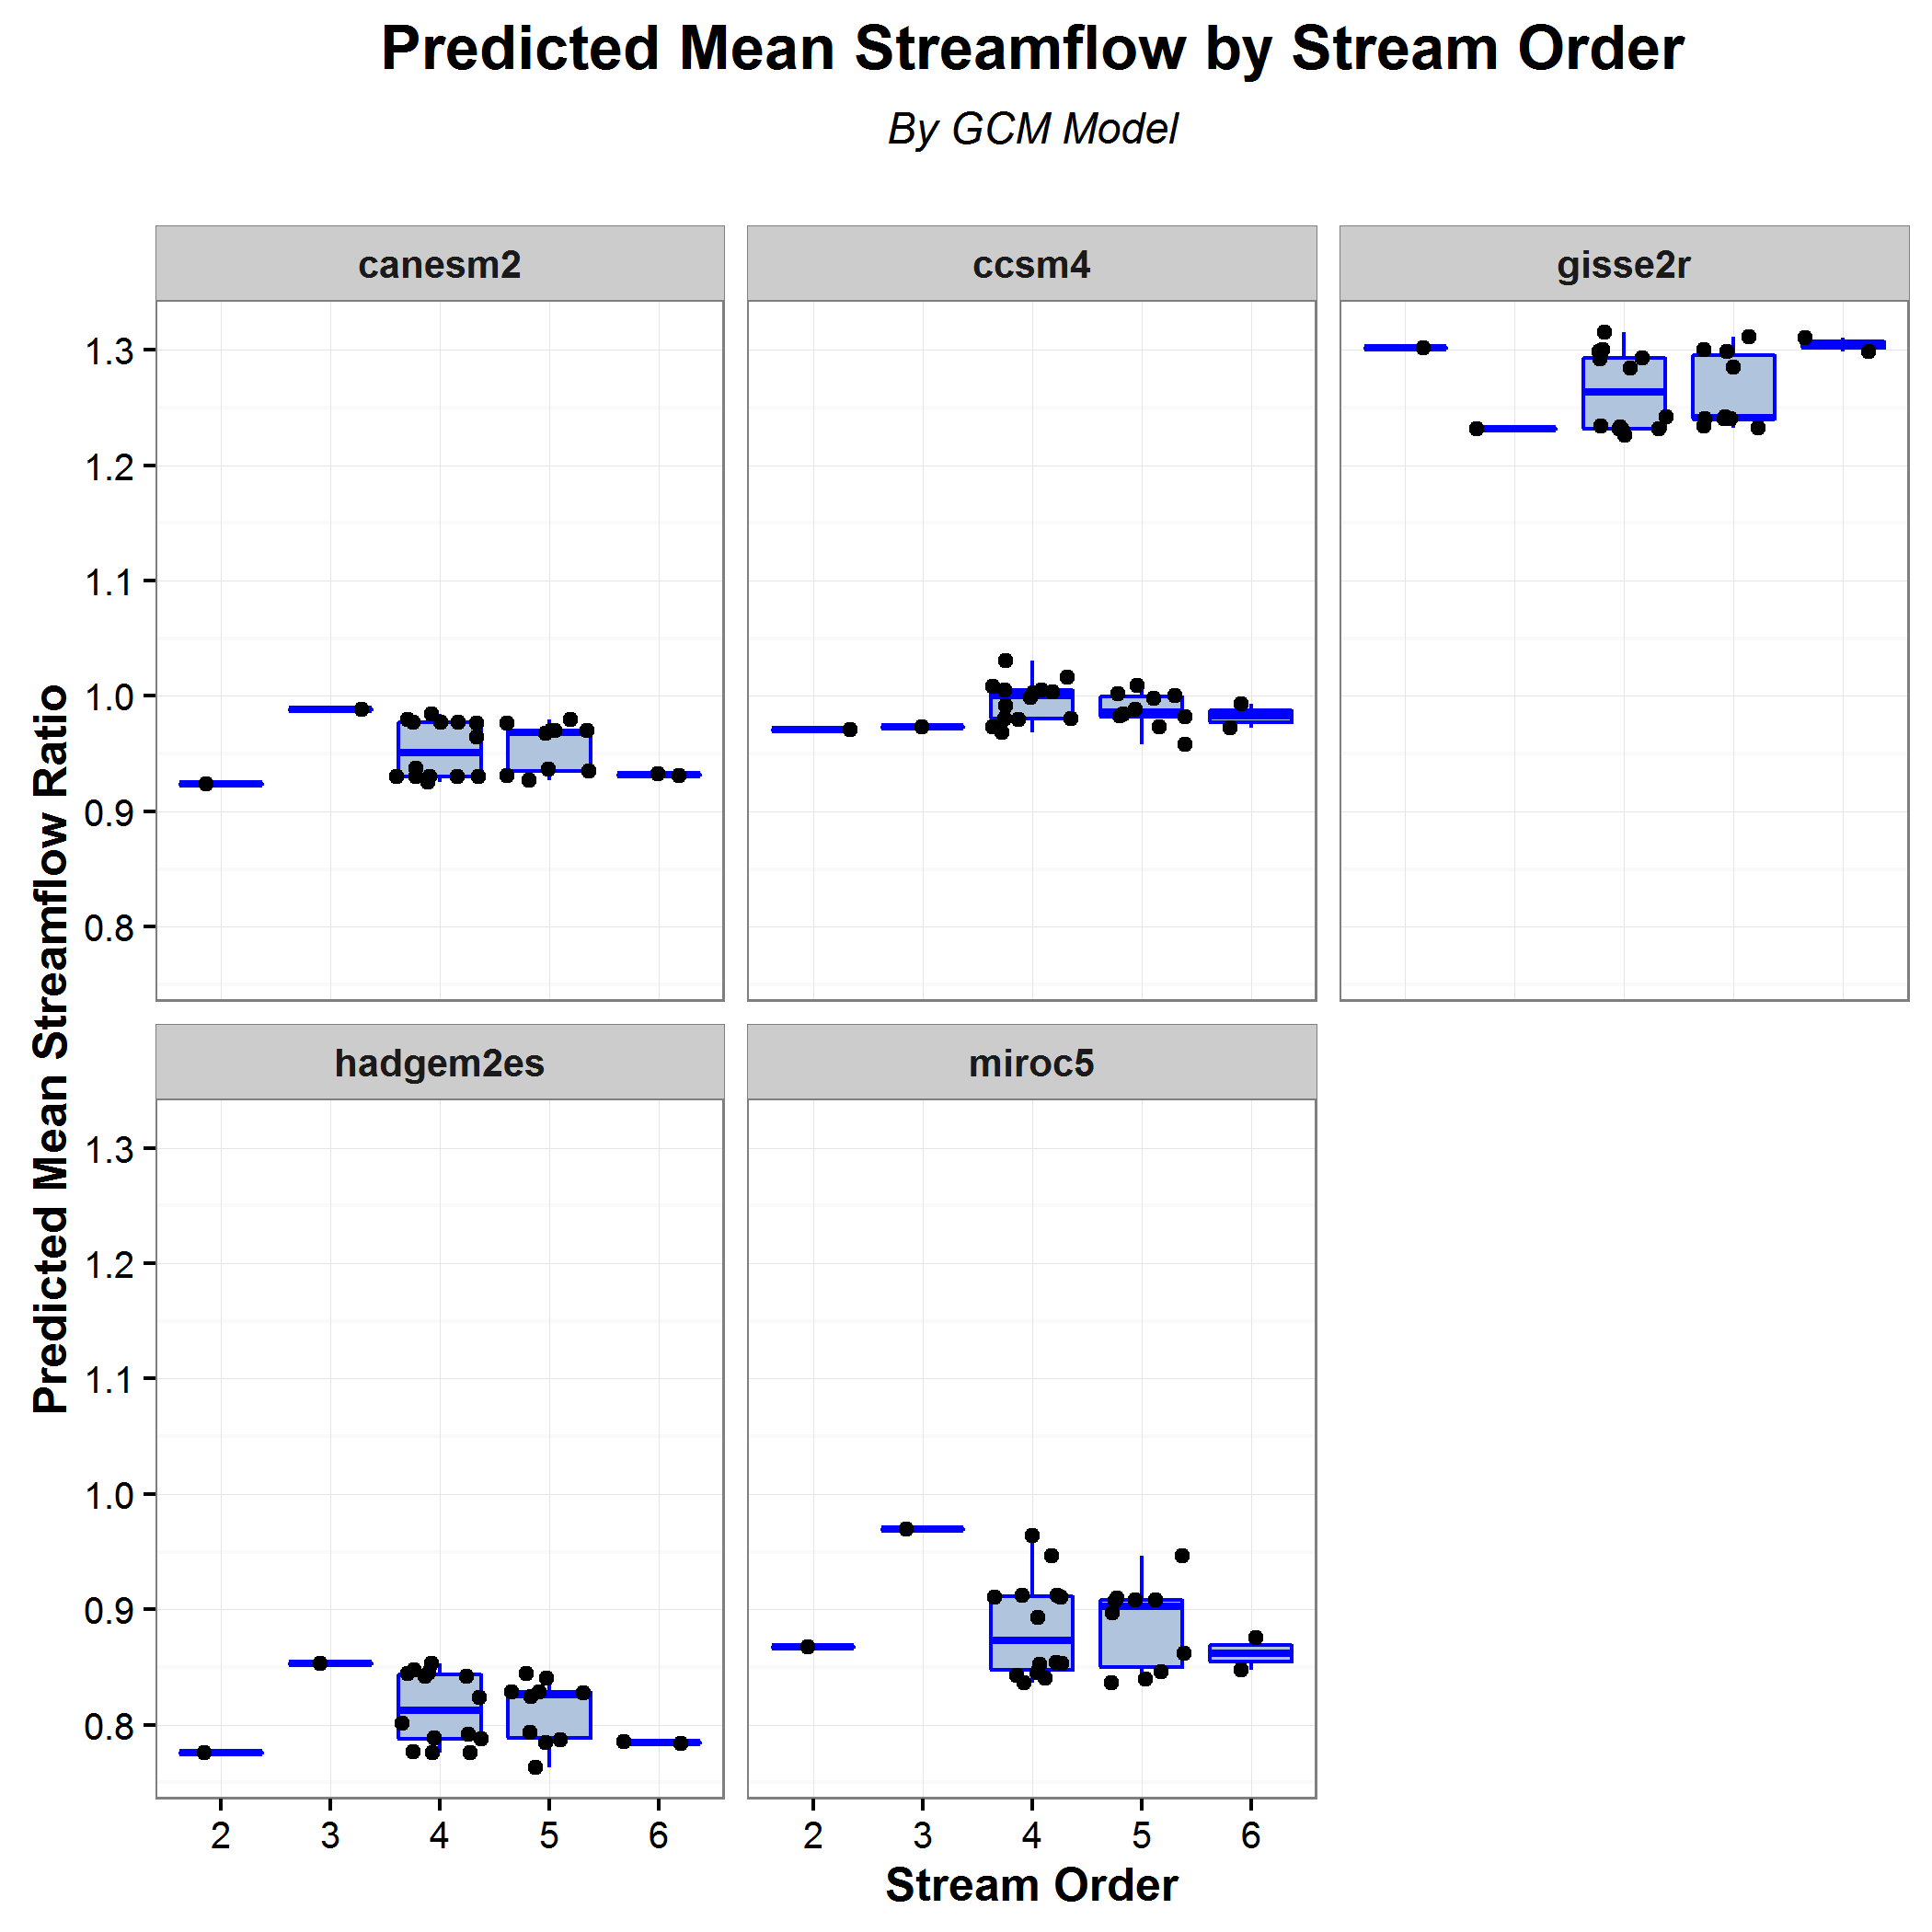 Predicted Mean Streamflow by Stream Order
By GCM Model
canesm2
ccsm4
gisse2r
1.3
1.2
1.1
1.0
0.9
0.8
Predicted Mean Streamflow Ratio
hadgem2es
miroc5
1.3
1.2
1.1
1.0
0.9
0.8
2 3 4 5 6
2 3 4 5 6
Stream Order